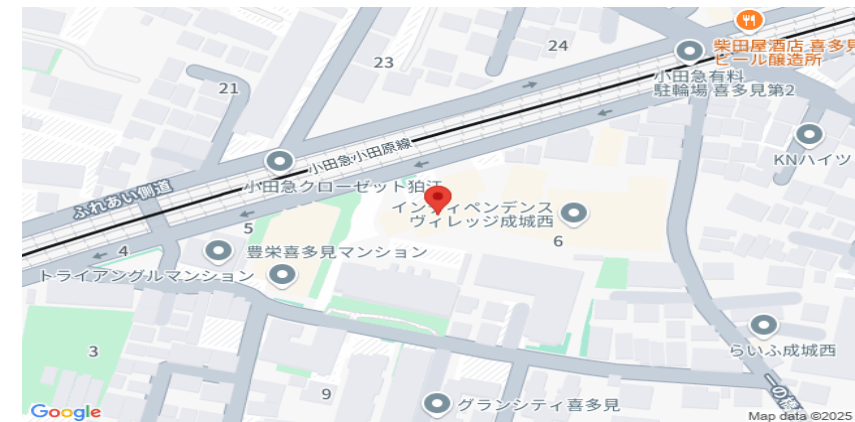 柴田屋酒店 喜多見
ビール醸造所
24
小田急有料
駐輪場 喜多見第2
23
21
KNハイツ
小田急小田原線
小田急クローゼット狛江
ふれあい側道
インディペンデンス
ヴィレッジ成城西
5
6
4
豊栄喜多見マンション
トライアングルマンション
3
らいふ成城西
一の橋
9
グランシティ喜多見
Google
Map data ©2025